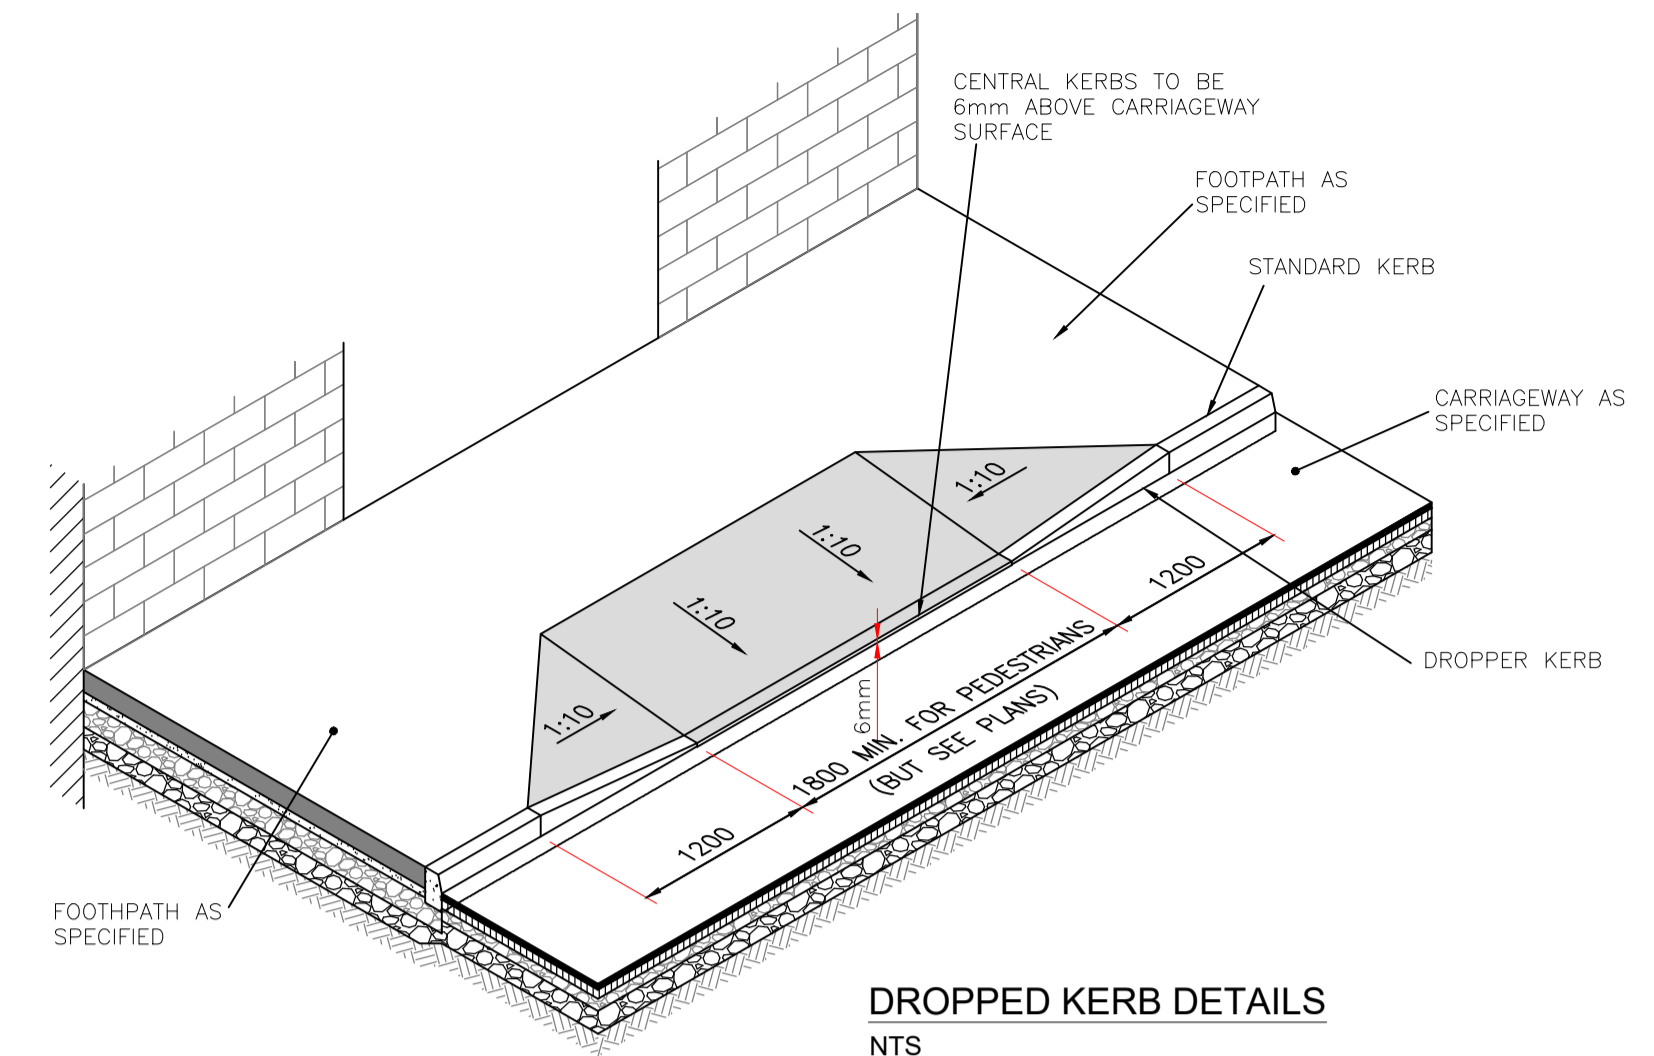 CENTRAL KERBS TO BE
6mm ABOVE CARRIAGEWAY
SURFACE
FOOTPATH AS
SPECIFIED
STANDARD KERB
CARRIAGEWAY AS
SPECIFIED
1:10
1:10
1:10
1:10
1200
DROPPER KERB
6mm
1800 MIN. FOR PEDESTRIANS
(BUT SEE PLANS)
1200
FOOTHPATH AS
SPECIFIED
DROPPED KERB DETAILS
NTS